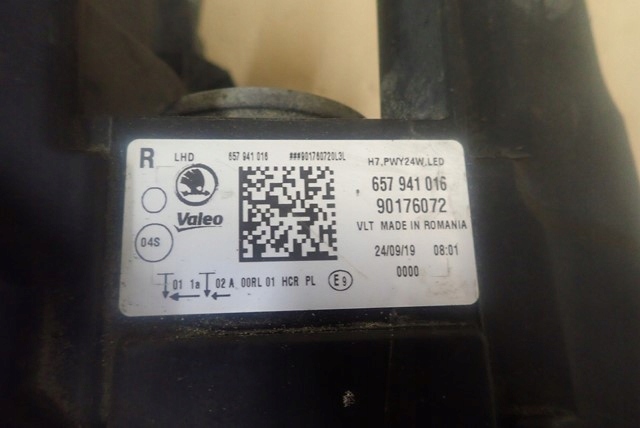 R LHD 657 941 016 ###901760720L3L H7,PWY24W,LED
657 941 016
Valeo
90176072
VLT MADE IN ROMANIA
04S
24/09/19 08:01
0000
01 1a 02 A 00RL 01 HCR PL E9